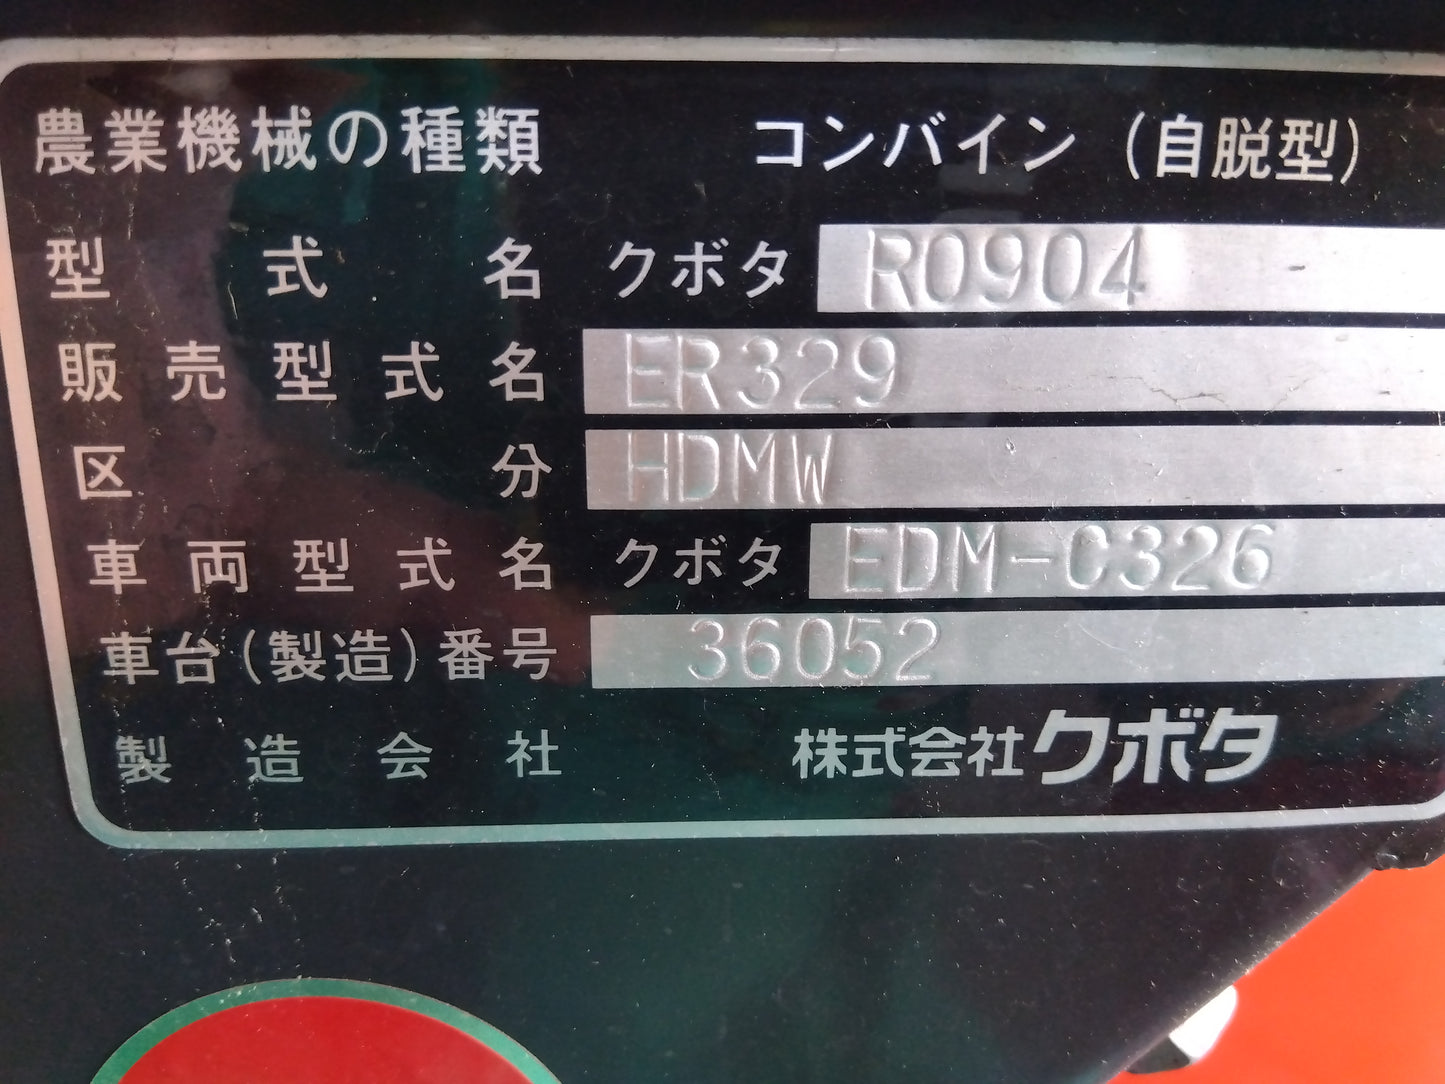 農業機械の種類 コンバイン (自脱型)
型式名 クボタ R0904
販売型式名 ER329
区分 HDMW
車両型式名 クボタ EDM-C326
車台(製造)番号 36052
製造会社 株式会社クボタ